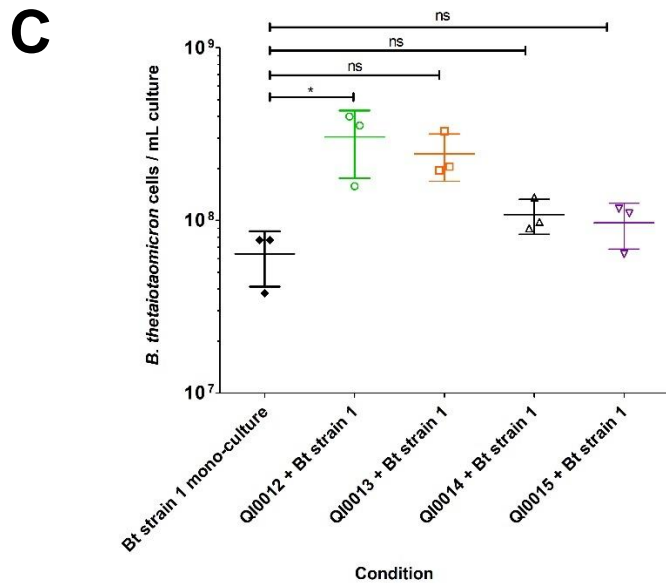 C
ns
ns
ns
*
10⁹
10⁸
10⁷
B. thetaiotaomicron cells / mL culture
Bt strain 1 mono-culture
QI0012 + Bt strain 1
QI0013 + Bt strain 1
QI0014 + Bt strain 1
QI0015 + Bt strain 1
Condition